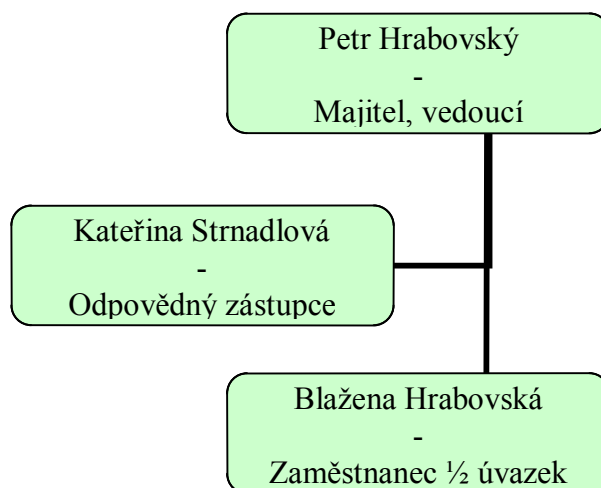 Petr Hrabovský
-
Majitel, vedoucí
Kateřina Strnadlová
-
Odpovědný zástupce
Blažena Hrabovská
-
Zaměstnanec ½ úvazek